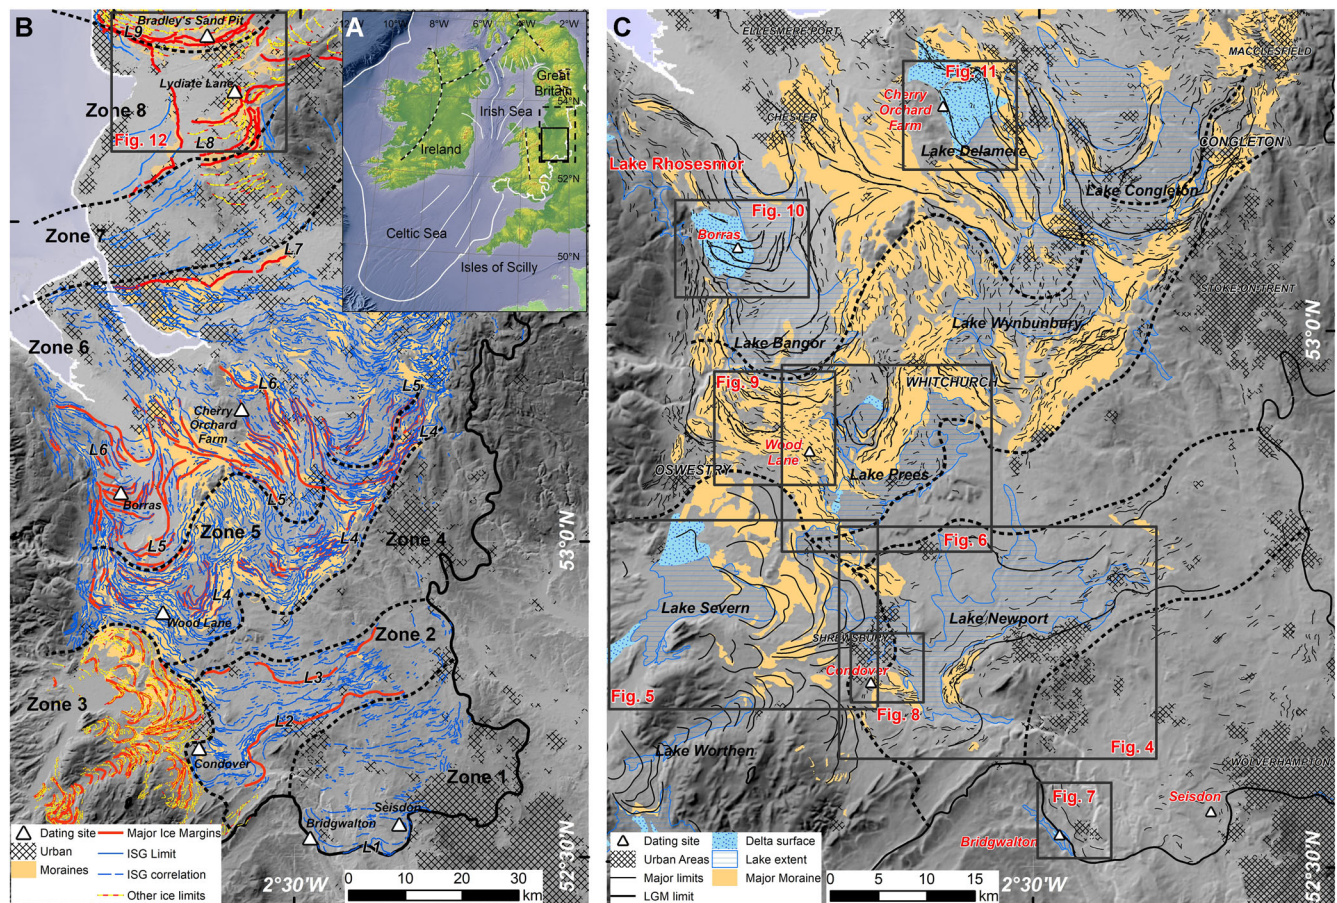 B
Bradley's Sand Pit
L9
Lydiate Lane
Zone 8
Fig. 12
L8
Zone 7
L7
Zone 6
L6
L5
Cherry
Orchard
Farm
L4
L6
Borras
L5
Zone 5
L5
L4
Zone 4
L4
Wood Lane
Zone 2
Zone 3
L3
L2
Condover
Zone 1
Seisdon
Bridgwalton
L1
53°0'N
52°30'N
2°30'W
Dating site
Urban
Moraines
Major Ice Margins
ISG Limit
ISG correlation
Other ice limits
0 10 20 30
km
A
12°W 10°W 8°W 6°W 4°W 2°W
Great
Britain
54°N
Irish Sea
Ireland
52°N
Celtic Sea
50°N
Isles of Scilly
C
ELLESMERE PORT
MACCLESFIELD
Fig. 11
Cherry
Orchard
Farm
CHESTER
Lake Delamere
CONGLETON
Lake Rhosesmor
Lake Congleton
Fig. 10
Borras
STOKE ON TRENT
Lake Wynbunbury
Lake Bangor
53°0'N
Fig. 9
WHITCHURCH
Wood
Lane
OSWESTRY
Lake Prees
Fig. 6
Lake Severn
Lake Newport
SHREWSBURY
Condover
Fig. 5
Fig. 8
Lake Worthen
Fig. 4
WOLVERHAMPTON
Fig. 7
Seisdon
Bridgwalton
52°30'N
2°30'W
Dating site
Urban Areas
Major limits
LGM limit
Delta surface
Lake extent
Major Moraine
0 5 10 15
km